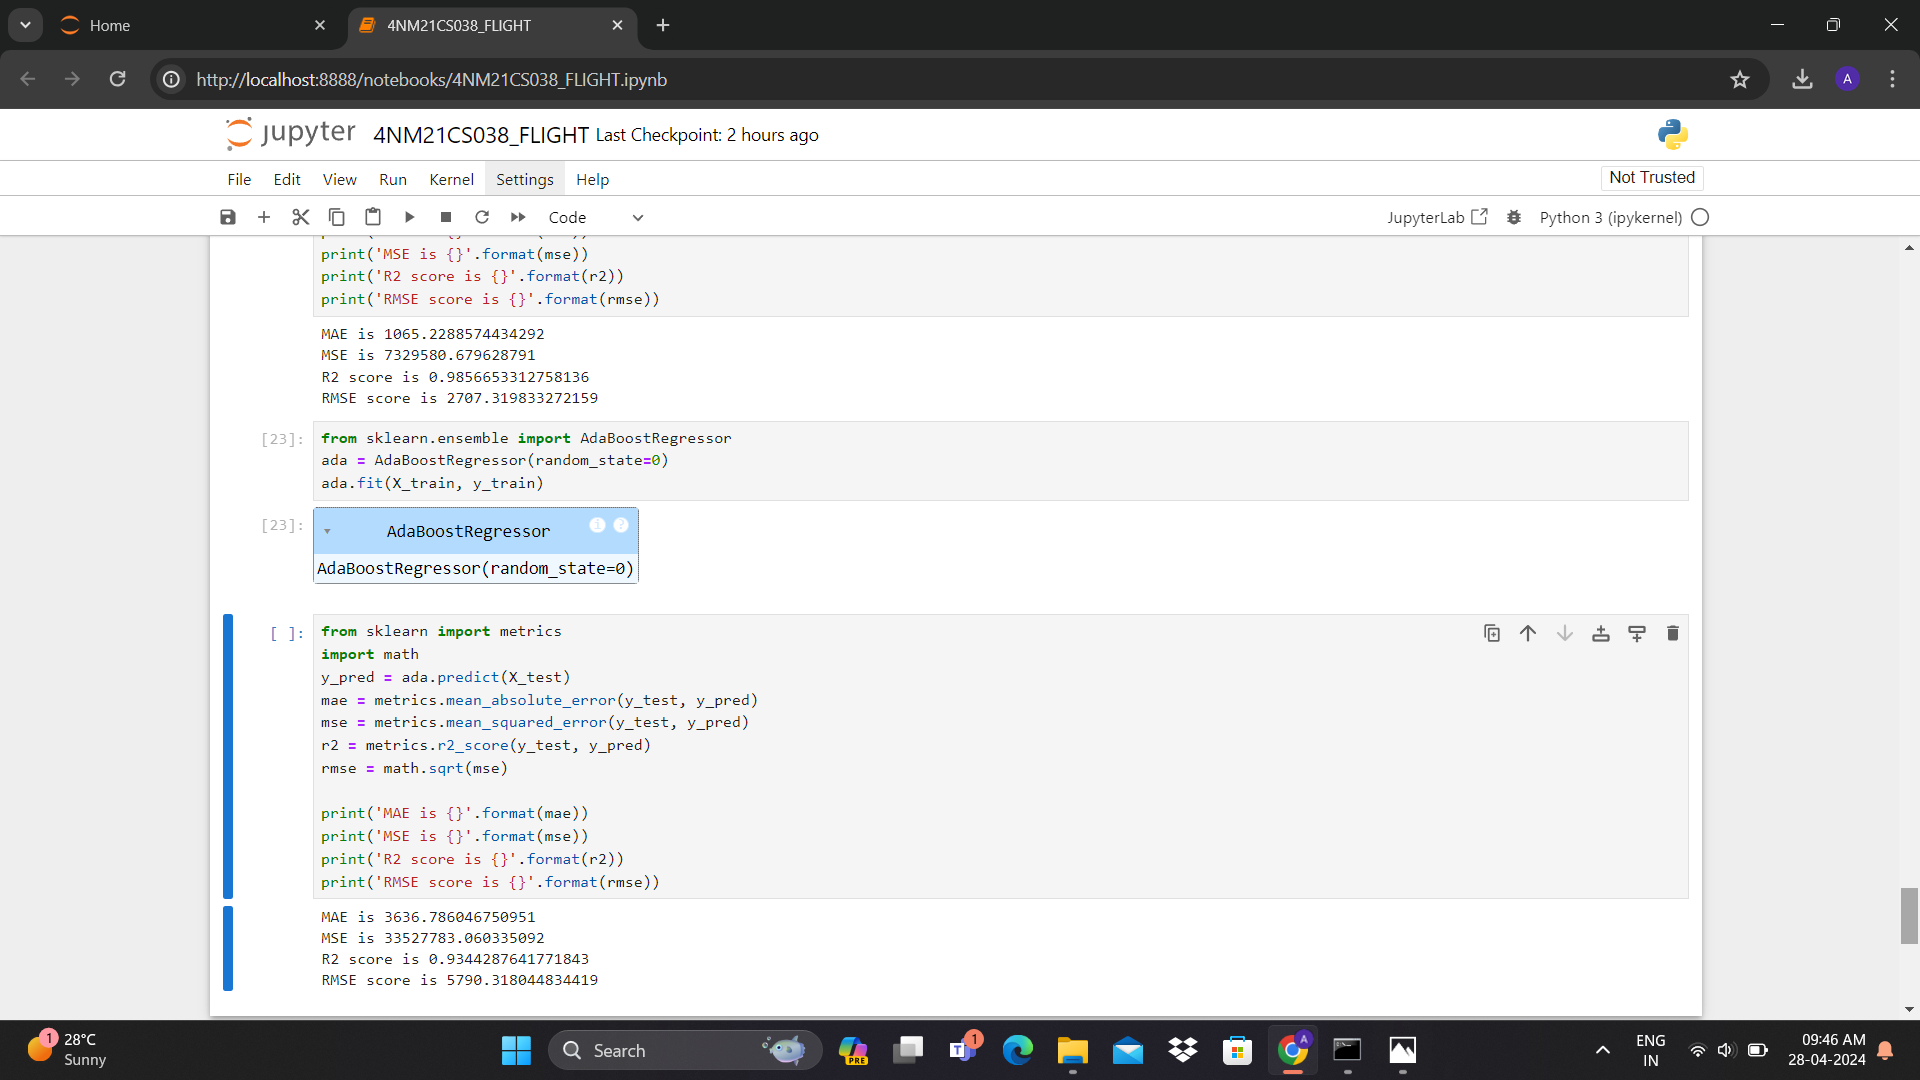 Home
4NM21CS038_FLIGHT
http://localhost:8888/notebooks/4NM21CS038_FLIGHT.ipynb
A
jupyter 4NM21CS038_FLIGHT Last Checkpoint: 2 hours ago
File Edit View Run Kernel Settings Help
Not Trusted
Code
JupyterLab
Python 3 (ipykernel)
print('MSE is {}'.format(mse))
print('R2 score is {}'.format(r2))
print('RMSE score is {}'.format(rmse))
MAE is 1065.2288574434292
MSE is 7329580.679628791
R2 score is 0.9856653312758136
RMSE score is 2707.319833272159
[23]:
from sklearn.ensemble import AdaBoostRegressor
ada = AdaBoostRegressor(random_state=0)
ada.fit(X_train, y_train)
[23]:
AdaBoostRegressor
i ?
AdaBoostRegressor(random_state=0)
[ ]:
from sklearn import metrics
import math
y_pred = ada.predict(X_test)
mae = metrics.mean_absolute_error(y_test, y_pred)
mse = metrics.mean_squared_error(y_test, y_pred)
r2 = metrics.r2_score(y_test, y_pred)
rmse = math.sqrt(mse)
print('MAE is {}'.format(mae))
print('MSE is {}'.format(mse))
print('R2 score is {}'.format(r2))
print('RMSE score is {}'.format(rmse))
MAE is 3636.786046750951
MSE is 33527783.060335092
R2 score is 0.9344287641771843
RMSE score is 5790.318044834419
1
28°C
Sunny
Search
PRE
T
1
A
ENG
IN
09:46 AM
28-04-2024